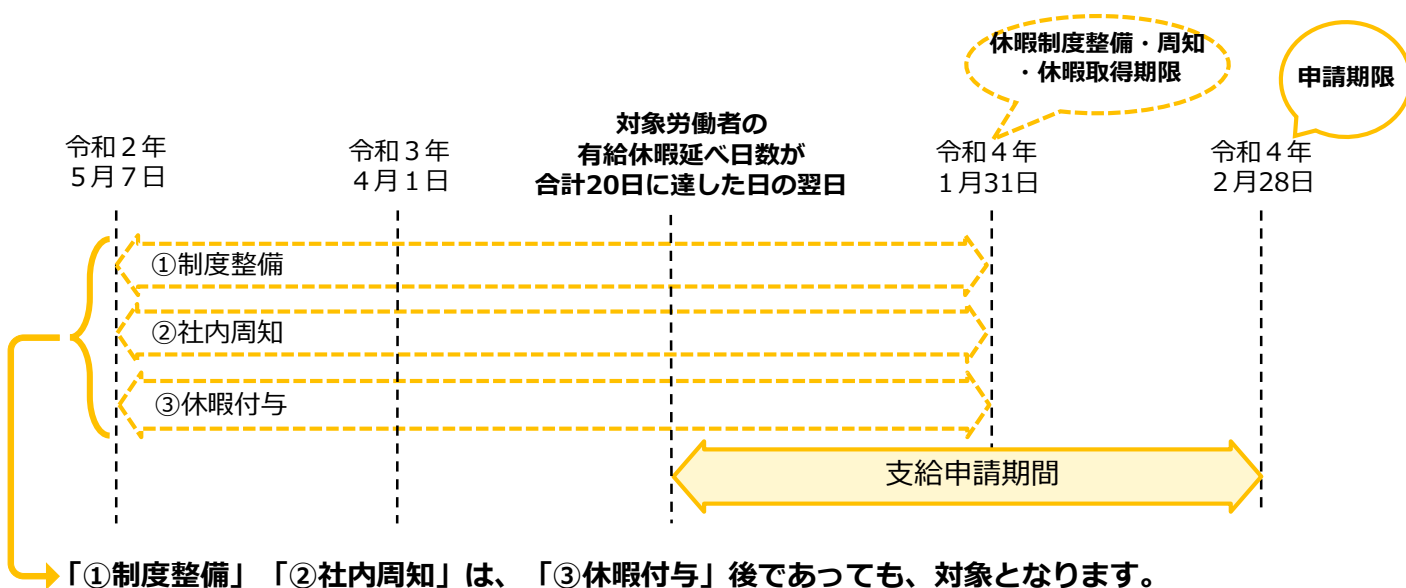 休暇制度整備・周知
・休暇取得期限
申請期限
対象労働者の
有給休暇延べ日数が
合計20日に達した日の翌日
令和２年
５月７日
令和３年
４月１日
令和４年
１月31日
令和４年
２月28日
①制度整備
②社内周知
③休暇付与
支給申請期間
「①制度整備」「②社内周知」は、「③休暇付与」後であっても、対象となります。